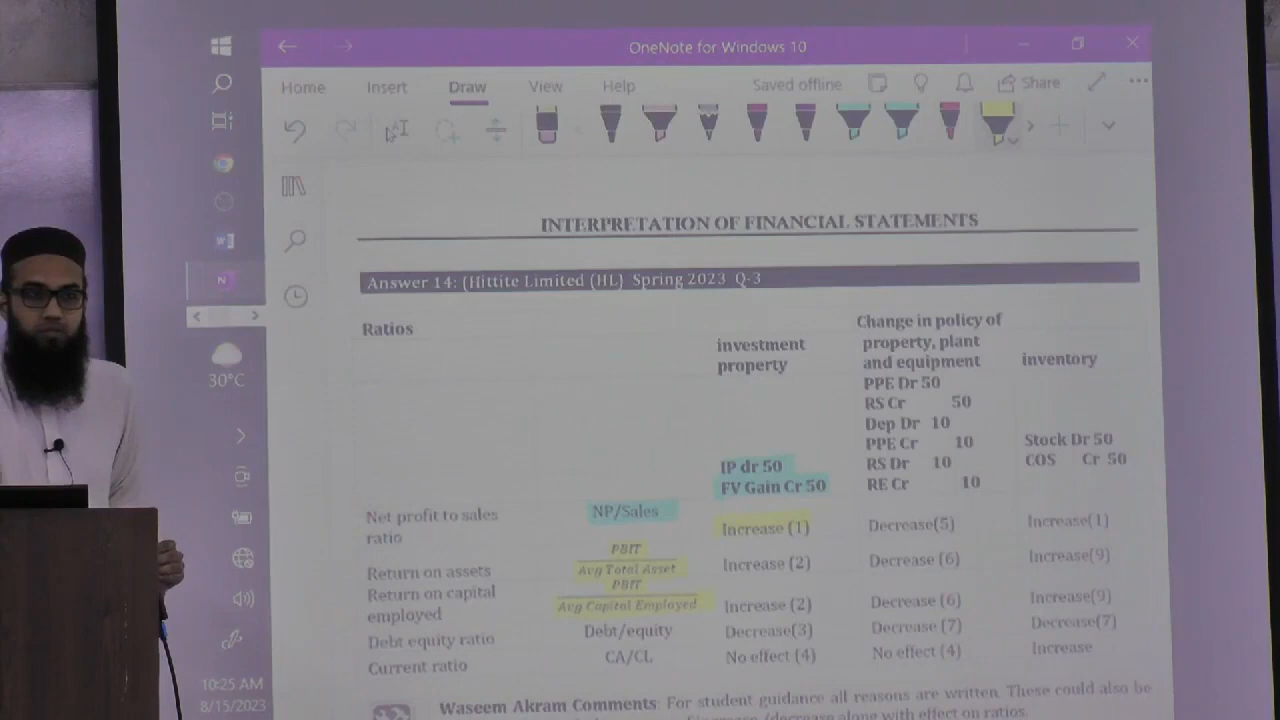 OneNote for Windows 10
Home Insert Draw View Help Saved offline Share
INTERPRETATION OF FINANCIAL STATEMENTS
Answer 14: (Hittite Limited (HL) Spring 2023 Q-3
Ratios
investment property
Change in policy of
property, plant
and equipment
inventory
PPE Dr 50
RS Cr 50
Dep Dr 10
PPE Cr 10
RS Dr 10
RE Cr 10
Stock Dr 50
COS Cr 50
IP dr 50
FV Gain Cr 50
Net profit to sales ratio NP/Sales Increase (1) Decrease(5) Increase(1)
Return on assets PBIT Avg Total Asset Increase (2) Decrease (6) Increase(9)
Return on capital employed PBIT Avg Capital Employed Increase (2) Decrease (6) Increase(9)
Debt equity ratio Debt/equity Decrease(3) Decrease (7) Decrease(7)
Current ratio CA/CL No effect (4) No effect (4) Increase
Waseem Akram Comments: For student guidance all reasons are written. These could also be
increase /decrease along with effect on ratios.
30°C
10:25 AM
8/15/2023